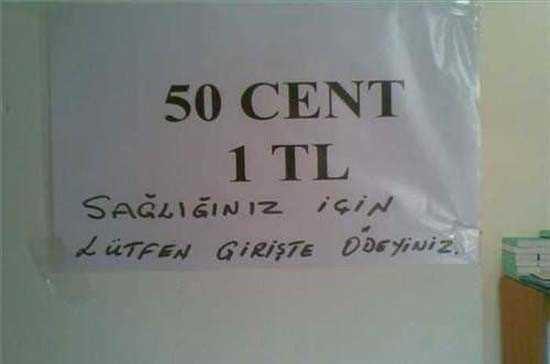 50 CENT
1 TL
SAĞLIĞINIZ İÇİN
LÜTFEN GİRİŞTE ÖDEYİNİZ.